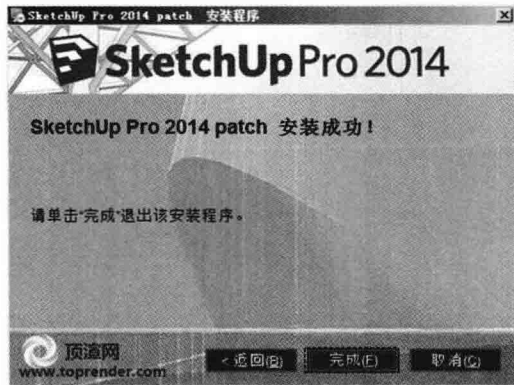 SketchUp Pro 2014 patch 安装程序
SketchUp Pro 2014
SketchUp Pro 2014 patch 安装成功！
请单击“完成”退出该安装程序。
顶渲网
www.toprender.com
< 返回(B) 完成(F) 取消(C)